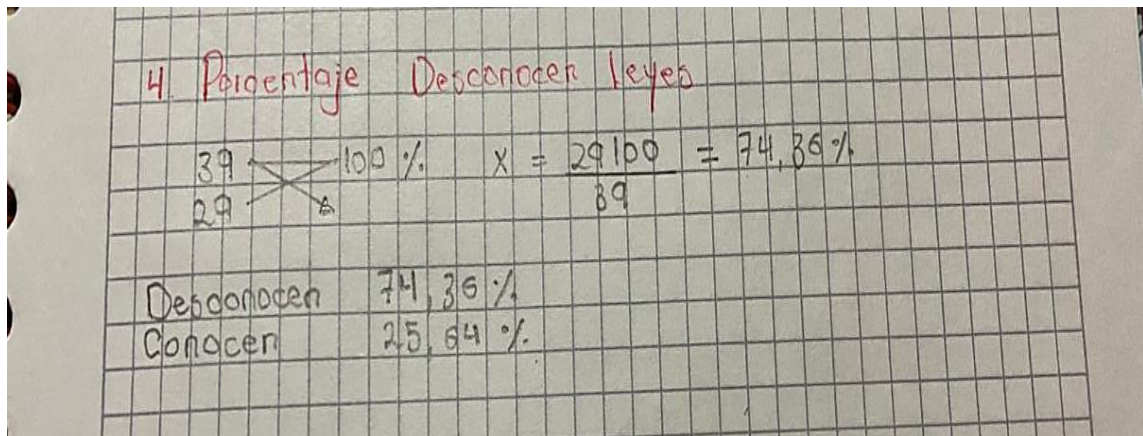 4. Porcentaje Desconocen leyes
39 100 % x = 29 100 / 39 = 74,36 %
29
Desconocen 74,36 %
Conocen 25,64 %